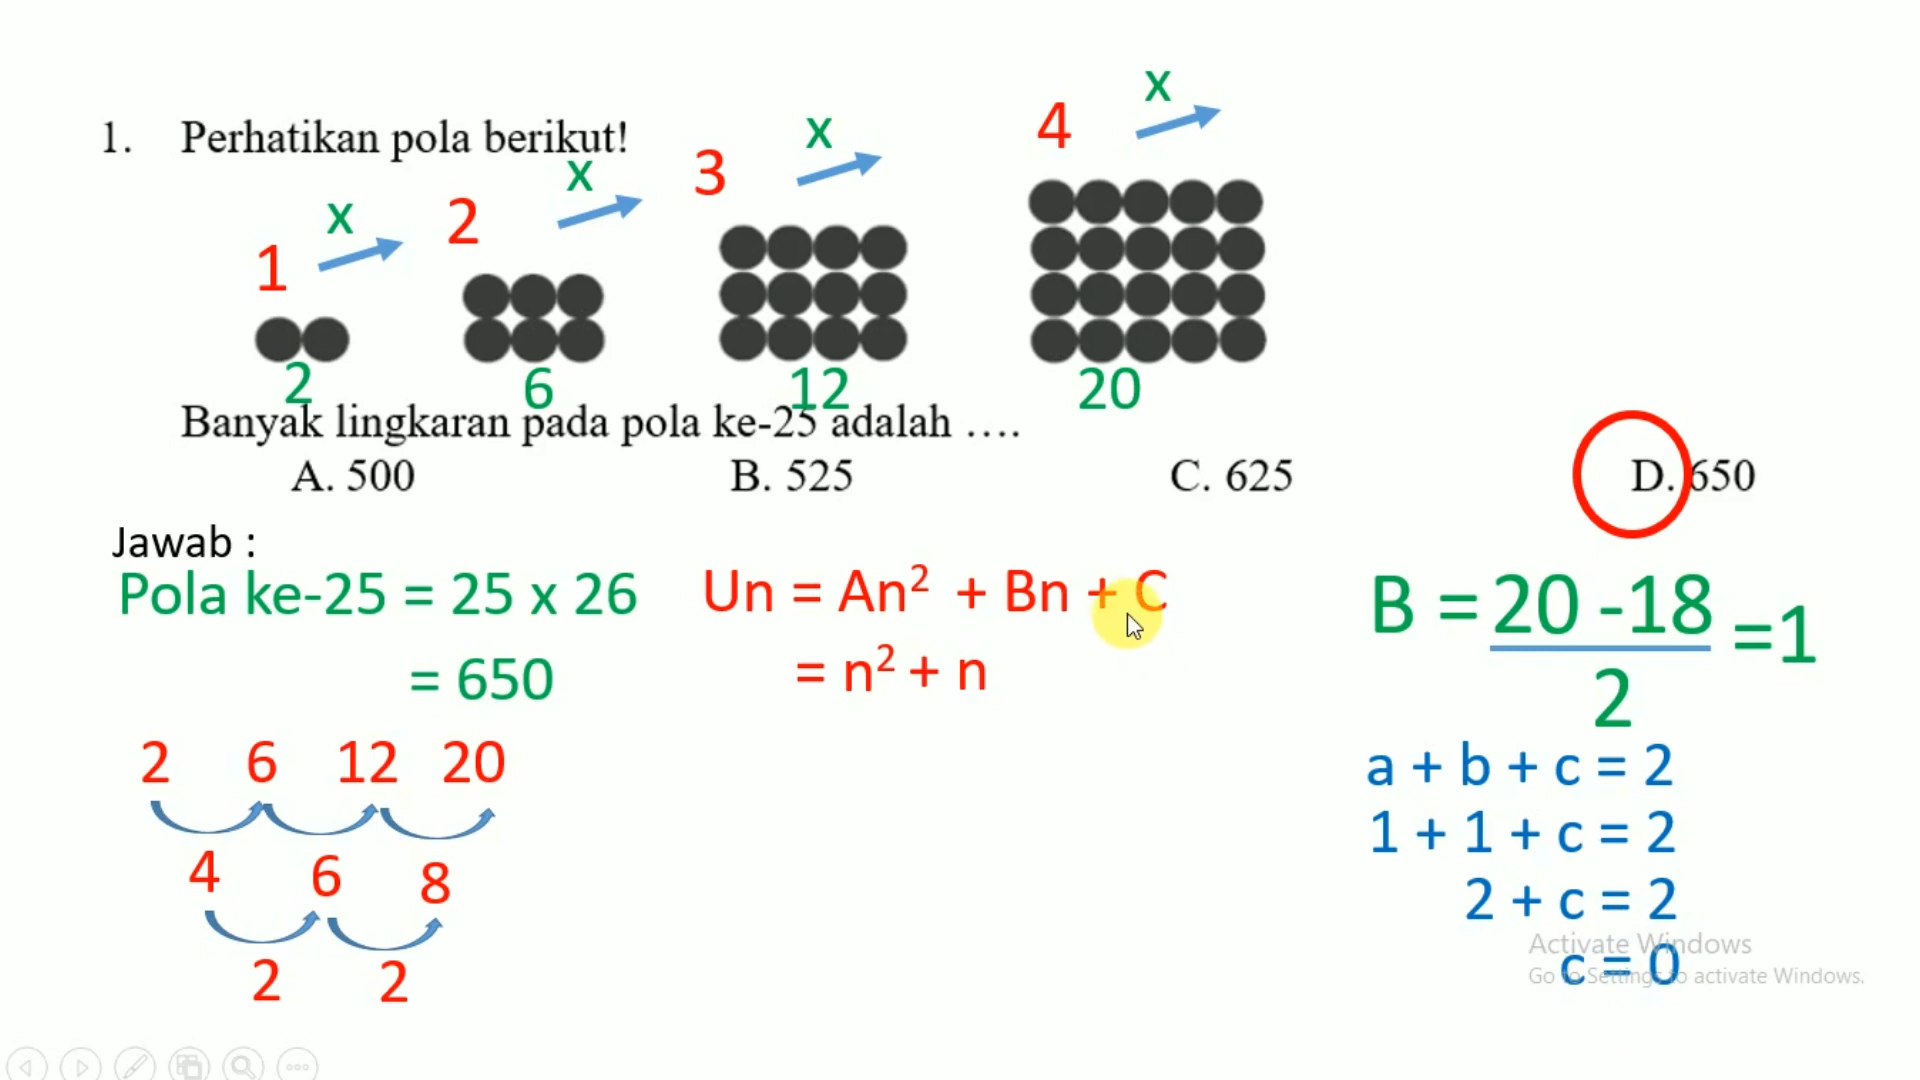 1. Perhatikan pola berikut!
1 x 2 x 3 x 4 x
2 6 12 20
Banyak lingkaran pada pola ke-25 adalah ....
A. 500 B. 525 C. 625 D. 650
Jawab :
Pola ke-25 = 25 x 26
= 650
Un = An² + Bn + C
= n² + n
B = 20 -18 =1
2
2 6 12 20
4 6 8
2 2
a + b + c = 2
1 + 1 + c = 2
2 + c = 2
c = 0
Activate Windows
Go to Settings to activate Windows.